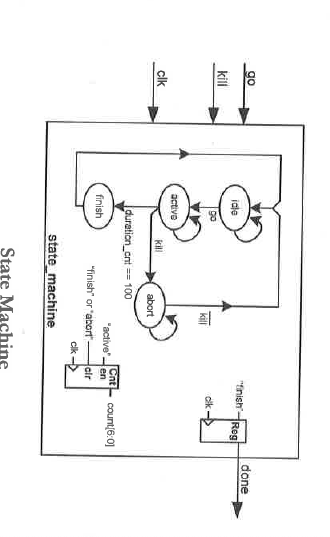 go
kill
clk
idle
go
active
kill
abort
kill
duration_cnt == 100
finish
"finish"
Reg
clk
done
"active"
Cnt
en
count[6:0]
"finish" or "abort"
clr
clk
state_machine
State Machine